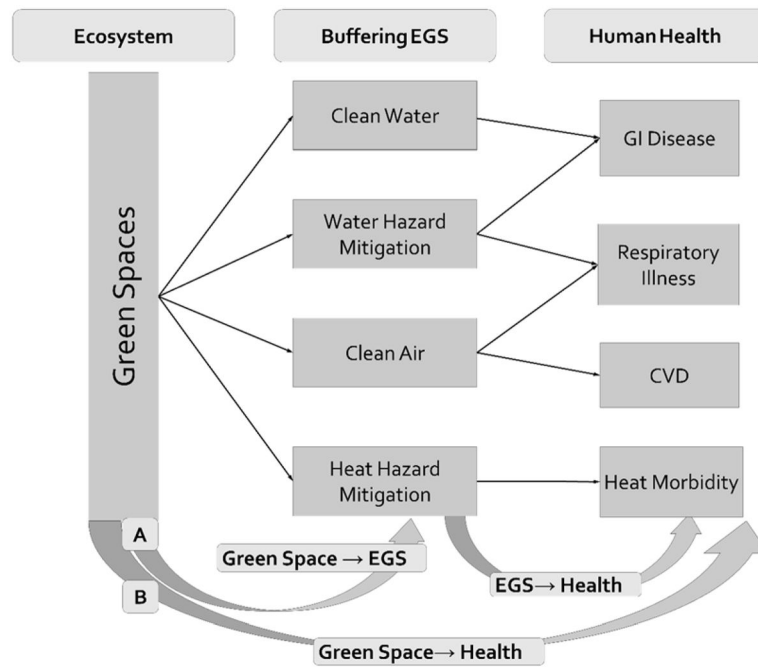 Ecosystem
Buffering EGS
Human Health
Green Spaces
Clean Water
Water Hazard
Mitigation
Clean Air
Heat Hazard
Mitigation
GI Disease
Respiratory
Illness
CVD
Heat Morbidity
A
Green Space → EGS
EGS→ Health
B
Green Space→ Health